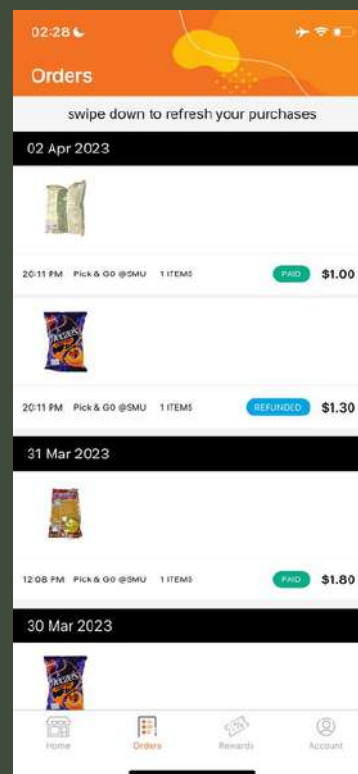 02:28
Orders
swipe down to refresh your purchases
02 Apr 2023
20:11 PM Pick & GO @SMU 1 ITEMS PAID $1.00
20:11 PM Pick & GO @SMU 1 ITEMS REFUNDED $1.30
31 Mar 2023
12:08 PM Pick & GO @SMU 1 ITEMS PAID $1.80
30 Mar 2023
Home Orders Rewards Account